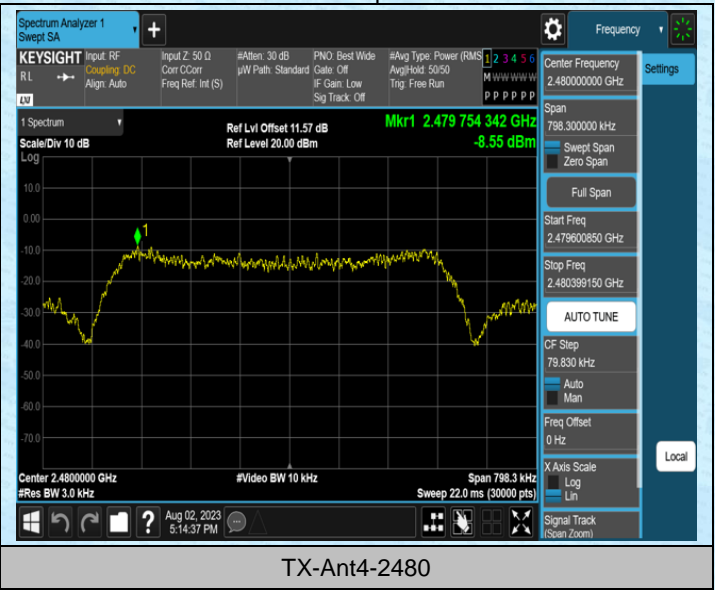 Spectrum Analyzer 1
Swept SA
+
Frequency
KEYSIGHT
RL
LXI
Input: RF
Coupling: DC
Align: Auto
Input Z: 50 Ω
Corr CCorr
Freq Ref: Int (S)
#Atten: 30 dB
µW Path: Standard
PNO: Best Wide
Gate: Off
IF Gain: Low
Sig Track: Off
#Avg Type: Power (RMS
Avg|Hold: 50/50
Trig: Free Run
1 2 3 4 5 6
M W W W W W
P P P P P P
1 Spectrum
Scale/Div 10 dB
Log
Ref Lvl Offset 11.57 dB
Ref Level 20.00 dBm
Mkr1 2.479 754 342 GHz
-8.55 dBm
1
10.0
0.00
-10.0
-20.0
-30.0
-40.0
-50.0
-60.0
-70.0
Center 2.4800000 GHz
#Res BW 3.0 kHz
#Video BW 10 kHz
Span 798.3 kHz
Sweep 22.0 ms (30000 pts)
?
Aug 02, 2023
5:14:37 PM
Center Frequency
2.480000000 GHz
Settings
Span
798.300000 kHz
Swept Span
Zero Span
Full Span
Start Freq
2.479600850 GHz
Stop Freq
2.480399150 GHz
AUTO TUNE
CF Step
79.830 kHz
Auto
Man
Freq Offset
0 Hz
X Axis Scale
Log
Lin
Local
Signal Track
(Span Zoom)
TX-Ant4-2480